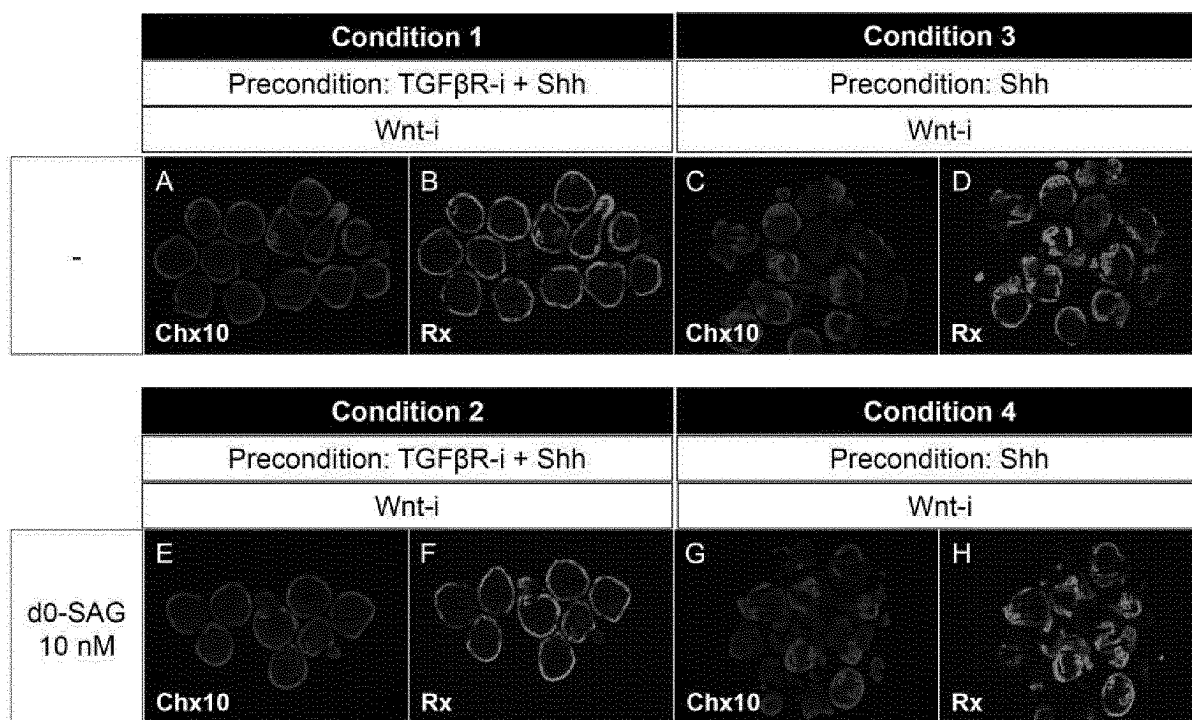 Condition 1
Condition 3
Precondition: TGFβR-i + Shh
Precondition: Shh
Wnt-i
Wnt-i
-
A
B
C
D
Chx10
Rx
Chx10
Rx
Condition 2
Condition 4
Precondition: TGFβR-i + Shh
Precondition: Shh
Wnt-i
Wnt-i
d0-SAG
10 nM
E
F
G
H
Chx10
Rx
Chx10
Rx